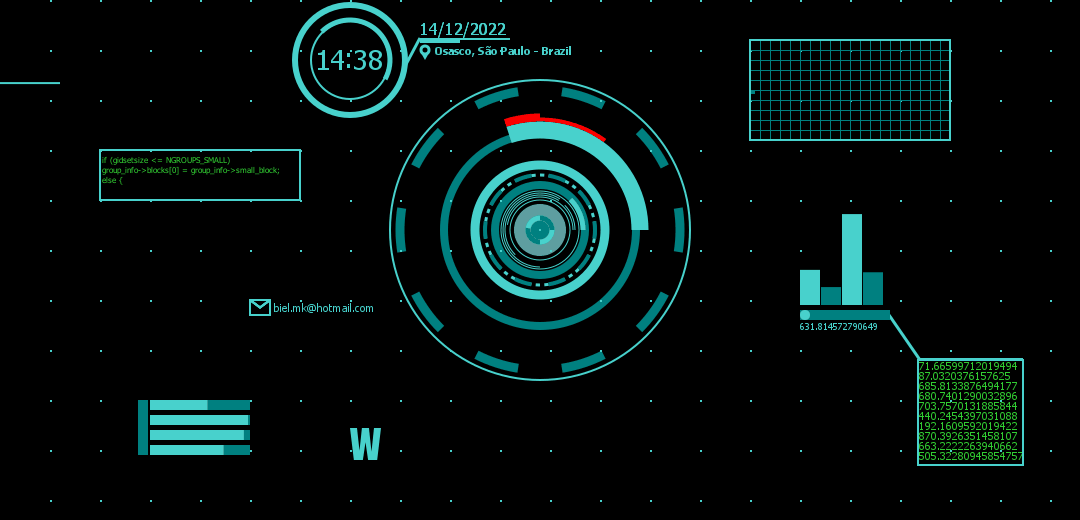 14/12/2022
14:38
Osasco, São Paulo - Brazil
if (gidsetsize <= NGROUPS_SMALL)
group_info->blocks[0] = group_info->small_block;
else {
biel.mk@hotmail.com
631.814572790649
71.66599712019494
87.0320376157625
685.8133876494177
680.7401290032896
703.7570131885844
440.2454397031088
192.1609592019422
870.3926351458107
663.2222263940662
505.32280945854757
W